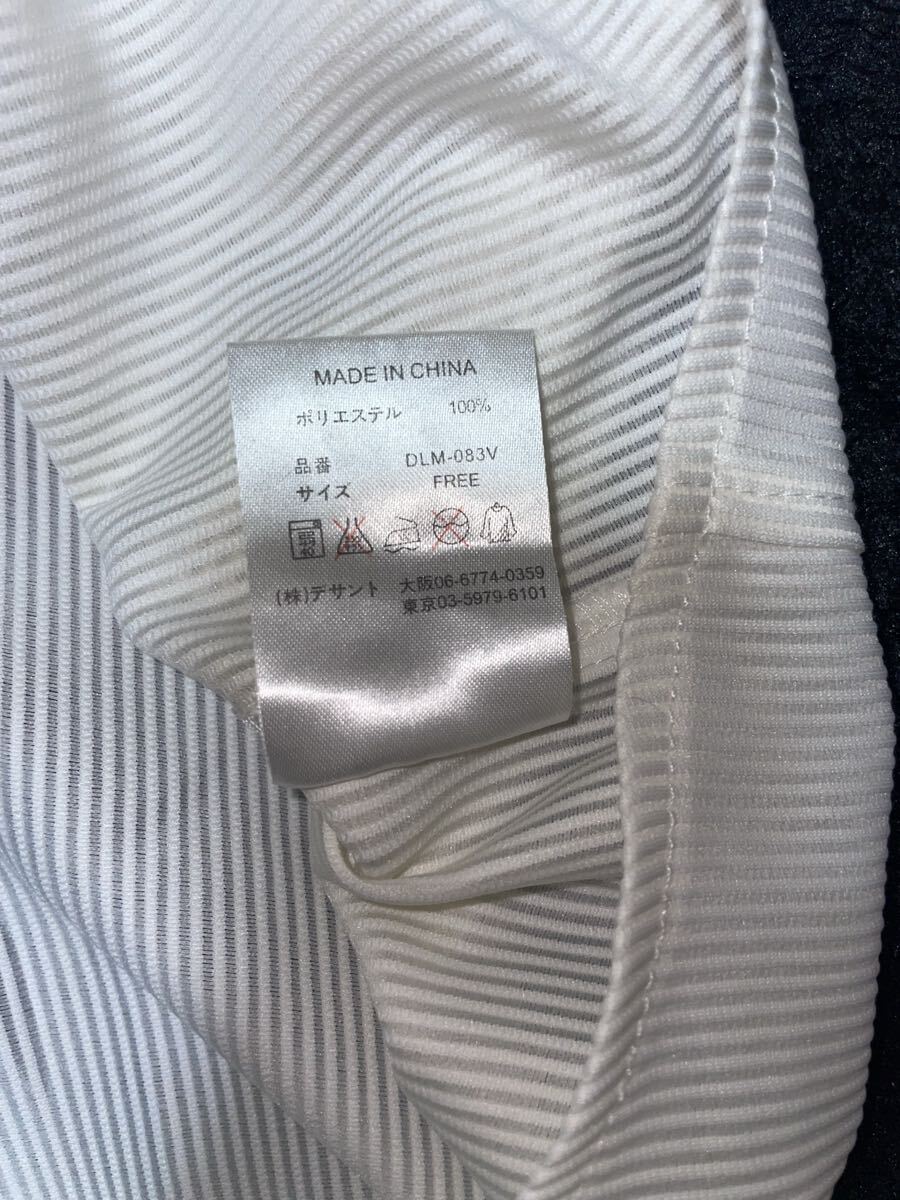 MADE IN CHINA
ポリエステル 100%
品番 DLM-083V
サイズ FREE
(株)デサント 大阪06-6774-0359
東京03-5979-6101